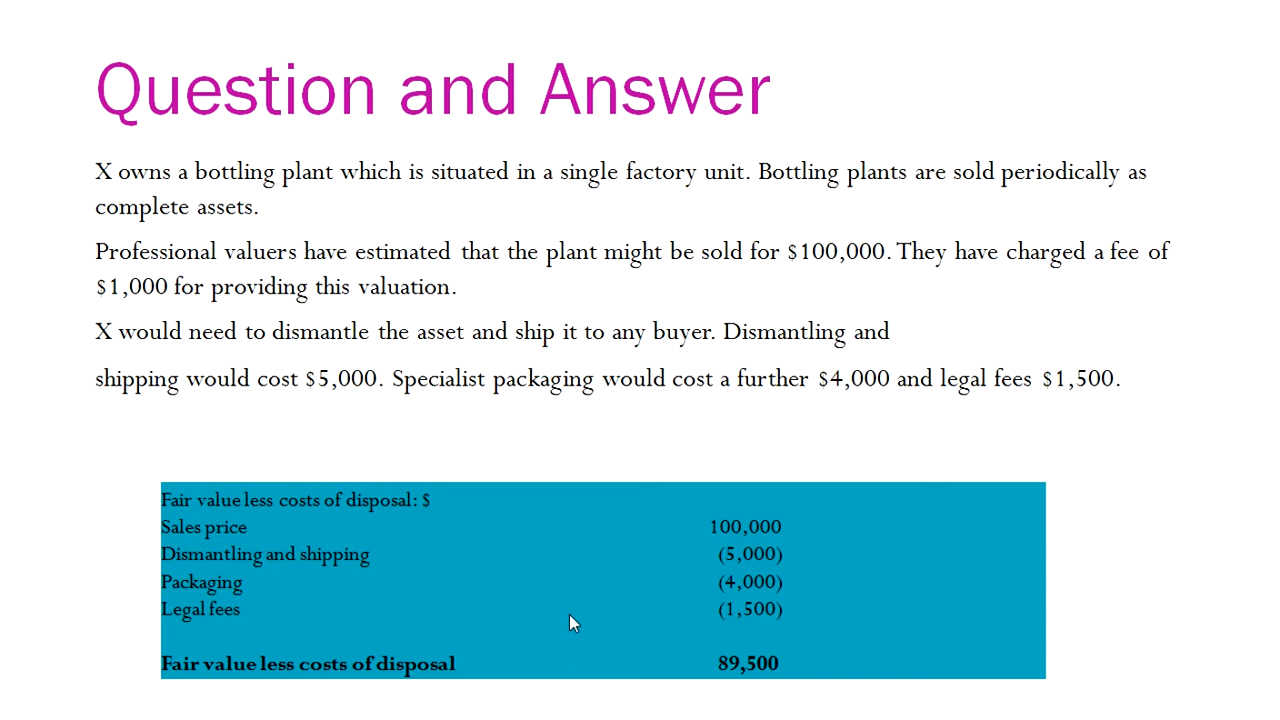 Question and Answer
X owns a bottling plant which is situated in a single factory unit. Bottling plants are sold periodically as
complete assets.
Professional valuers have estimated that the plant might be sold for $100,000. They have charged a fee of
$1,000 for providing this valuation.
X would need to dismantle the asset and ship it to any buyer. Dismantling and
shipping would cost $5,000. Specialist packaging would cost a further $4,000 and legal fees $1,500.
Fair value less costs of disposal: $
Sales price 100,000
Dismantling and shipping (5,000)
Packaging (4,000)
Legal fees (1,500)
Fair value less costs of disposal 89,500